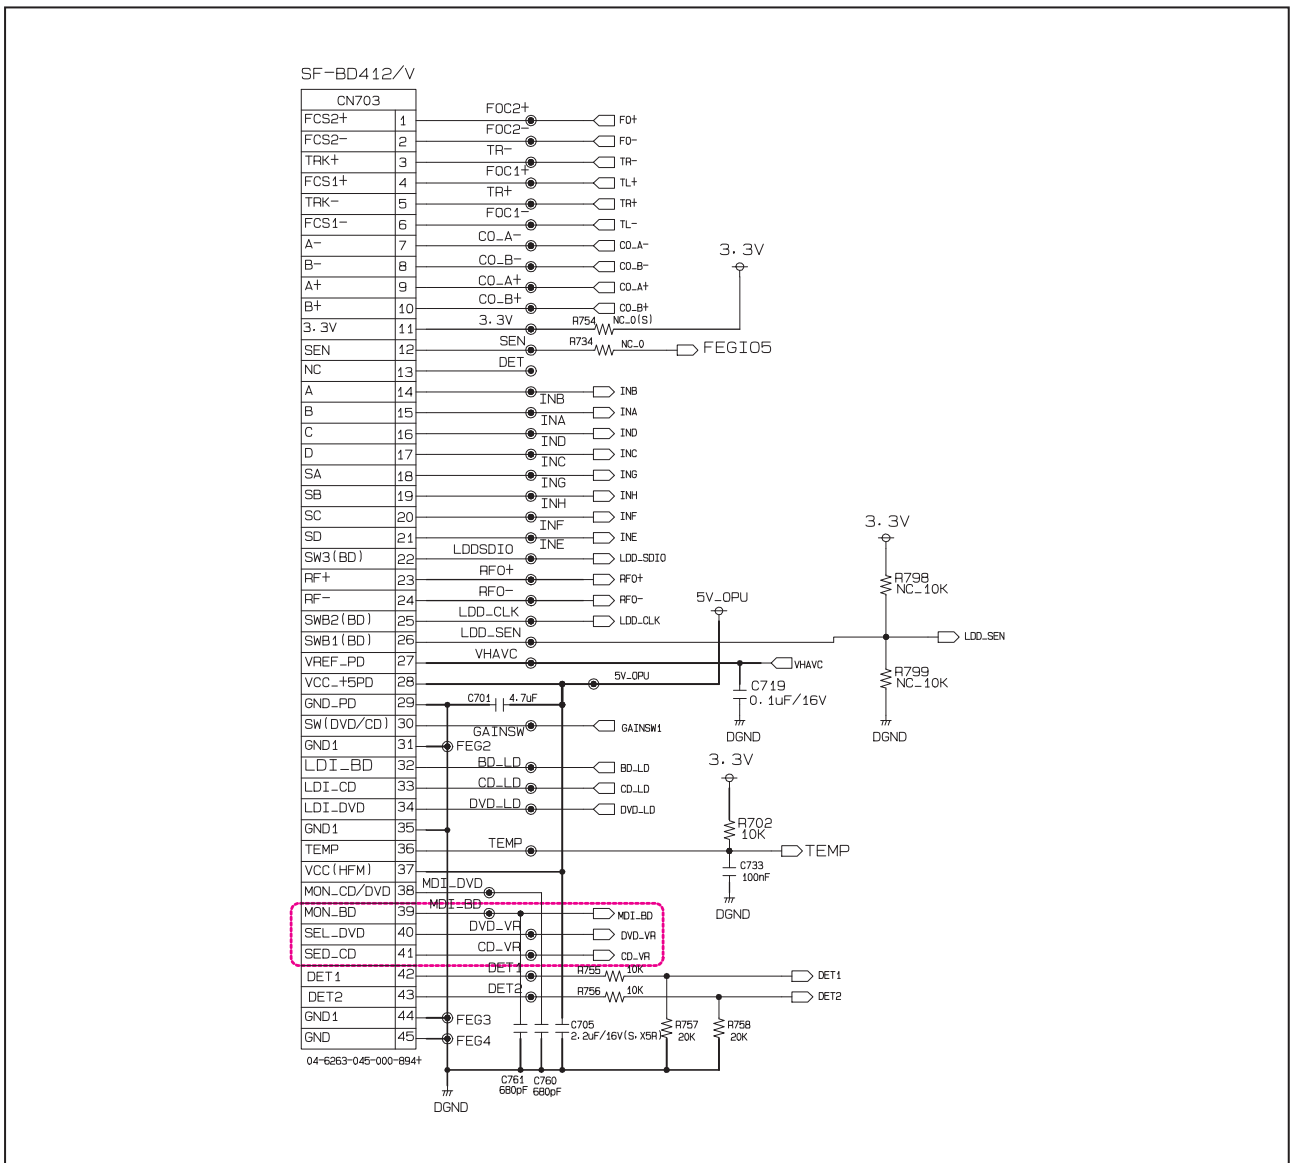 SF-BD412/V
CN703
FCS2+ 1 FOC2+ FO+
FCS2- 2 FOC2- FO-
TRK+ 3 TR- TR-
FCS1+ 4 FOC1+ TL+
TRK- 5 TR+ TR+
FCS1- 6 FOC1- TL-
A- 7 CO_A- CO_A-
3.3V
B- 8 CO_B- CO_B-
A+ 9 CO_A+ CO_A+
B+ 10 CO_B+ CO_B+
3.3V 11 3.3V R754 NC_0(S)
SEN 12 SEN R734 NC_0 FEGIO5
NC 13 DET
A 14 INB INB
B 15 INA INA
C 16 IND IND
D 17 INC INC
SA 18 ING ING
SB 19 INH INH
SC 20 INF INF
3.3V
SD 21 INE INE
SW3(BD) 22 LDDSDIO LDD_SDIO
RF+ 23 RFO+ RFO+
R798
NC_10K
RF- 24 RFO- RFO-
5V_OPU
SWB2(BD) 25 LDD_CLK LDD_CLK
SWB1(BD) 26 LDD_SEN LDD_SEN
VREF_PD 27 VHAVC VHAVC
R799
NC_10K
VCC_+5PD 28 5V_OPU
C719
0.1uF/16V
GND_PD 29 C701 4.7uF
SW(DVD/CD) 30 GAINSW GAINSW1
DGND
DGND
GND1 31 FEG2
3.3V
LDI_BD 32 BD_LD BD_LD
LDI_CD 33 CD_LD CD_LD
LDI_DVD 34 DVD_LD DVD_LD
R702
10K
GND1 35
TEMP 36 TEMP TEMP
VCC(HFM) 37
C733
100nF
MON_CD/DVD 38 MDI_DVD
DGND
MON_BD 39 MDI_BD MDI_BD
SEL_DVD 40 DVD_VR DVD_VR
SED_CD 41 CD_VR CD_VR
DET1 42 DET1 R755 10K DET1
DET2 43 DET2 R756 10K DET2
GND1 44 FEG3
C705
2.2uF/16V(S,X5R)
R757
20K
R758
20K
GND 45 FEG4
04-6263-045-000-894+
C761
680pF
C760
680pF
DGND